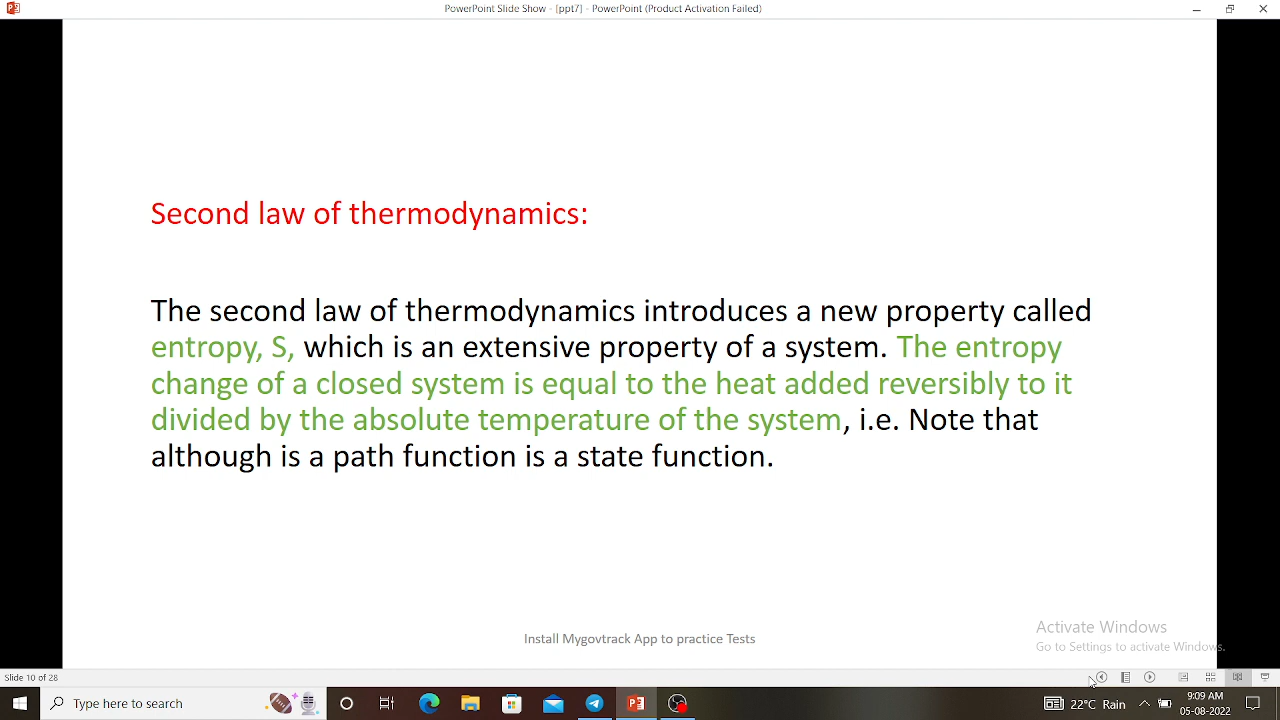 PowerPoint Slide Show - [ppt7] - PowerPoint (Product Activation Failed)
Second law of thermodynamics:
The second law of thermodynamics introduces a new property called
entropy, S, which is an extensive property of a system. The entropy
change of a closed system is equal to the heat added reversibly to it
divided by the absolute temperature of the system, i.e. Note that
although is a path function is a state function.
Install Mygovtrack App to practice Tests
Activate Windows
Go to Settings to activate Windows.
Slide 10 of 28
Type here to search
22°C Rain
9:09 AM
05-08-2022